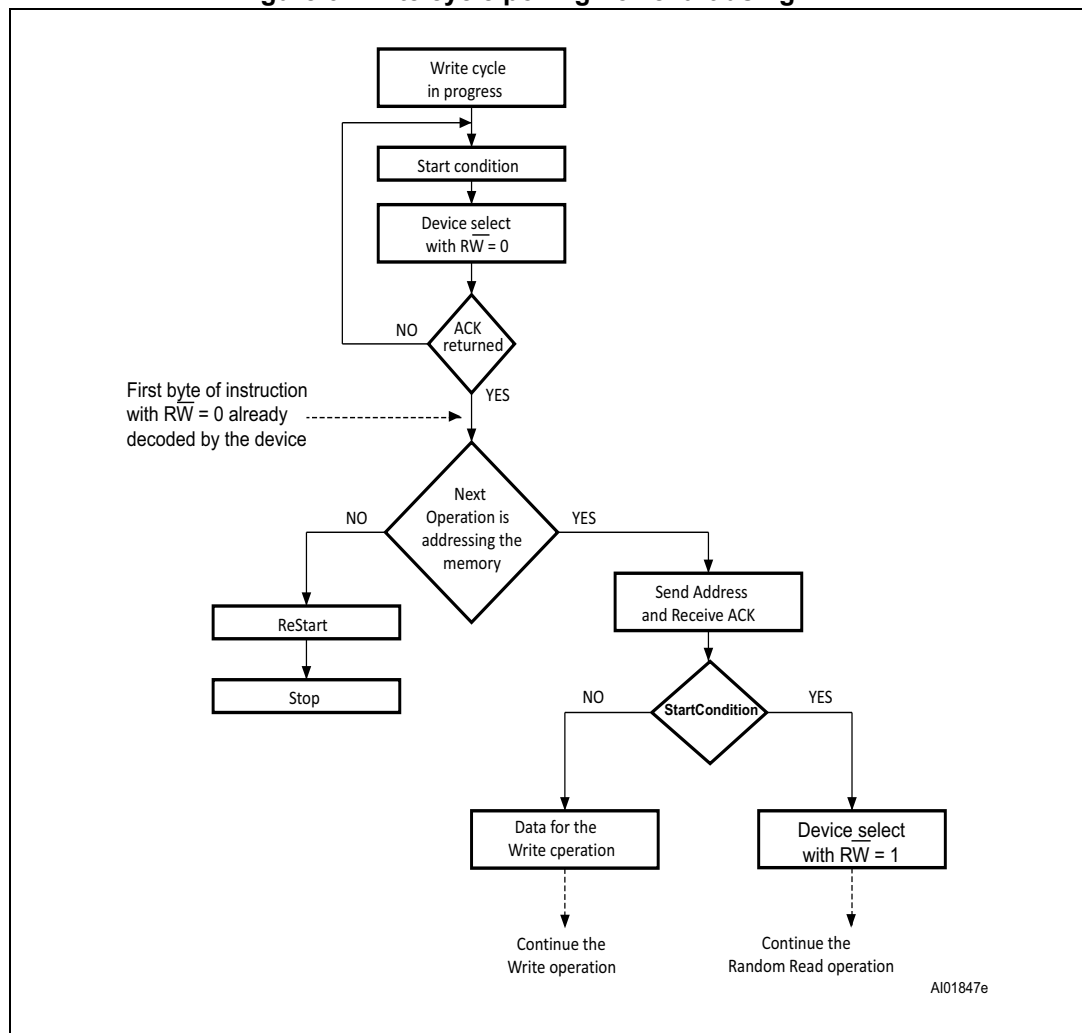 Write cycle
in progress
Start condition
Device select
with RW = 0
NO
ACK
returned
YES
First byte of instruction
with RW = 0 already
decoded by the device
Next
Operation is
addressing the
memory
NO
YES
Send Address
and Receive ACK
ReStart
Stop
NO
StartCondition
YES
Data for the
Write cperation
Device select
with RW = 1
Continue the
Write operation
Continue the
Random Read operation
AI01847e